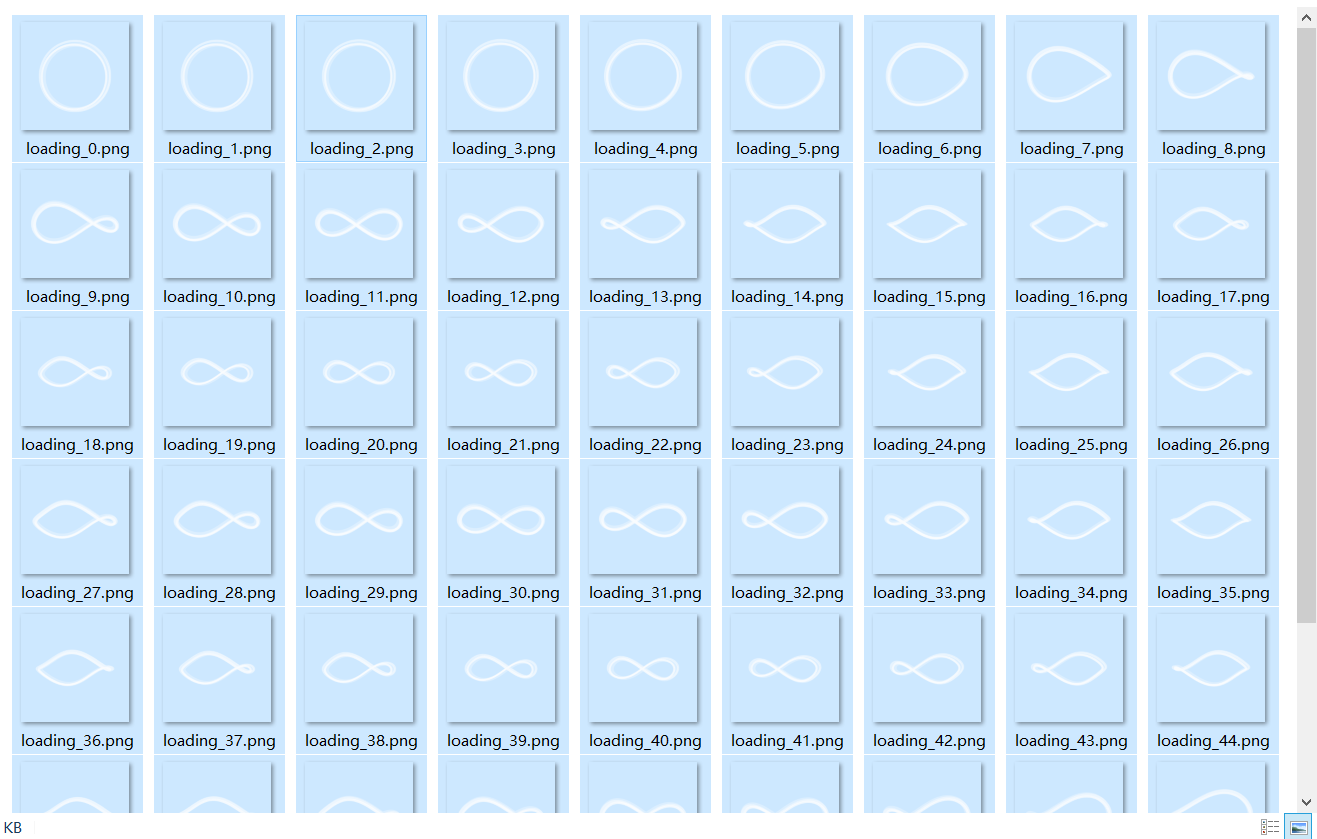 loading_0.png loading_1.png loading_2.png loading_3.png loading_4.png loading_5.png loading_6.png loading_7.png loading_8.png
loading_9.png loading_10.png loading_11.png loading_12.png loading_13.png loading_14.png loading_15.png loading_16.png loading_17.png
loading_18.png loading_19.png loading_20.png loading_21.png loading_22.png loading_23.png loading_24.png loading_25.png loading_26.png
loading_27.png loading_28.png loading_29.png loading_30.png loading_31.png loading_32.png loading_33.png loading_34.png loading_35.png
loading_36.png loading_37.png loading_38.png loading_39.png loading_40.png loading_41.png loading_42.png loading_43.png loading_44.png
KB